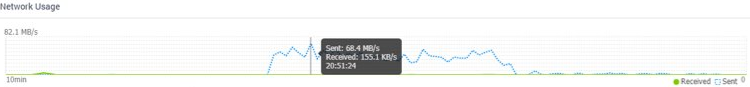 Network Usage
82.1 MB/s
Sent: 68.4 MB/s
Received: 155.1 KB/s
20:51:24
10min
0
Received Sent